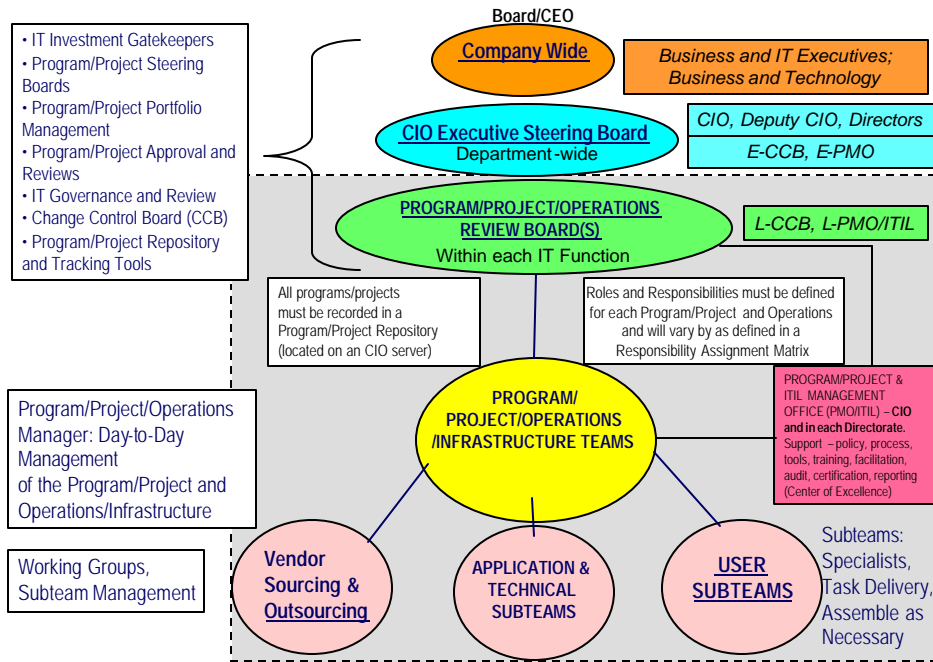 Board/CEO
Company Wide
Business and IT Executives;
Business and Technology
• IT Investment Gatekeepers
• Program/Project Steering
Boards
• Program/Project Portfolio
Management
• Program/Project Approval and
Reviews
• IT Governance and Review
• Change Control Board (CCB)
• Program/Project Repository
and Tracking Tools
CIO Executive Steering Board
Department-wide
CIO, Deputy CIO, Directors
E-CCB, E-PMO
PROGRAM/PROJECT/OPERATIONS
REVIEW BOARD(S)
Within each IT Function
L-CCB, L-PMO/ITIL
All programs/projects
must be recorded in a
Program/Project Repository
(located on an CIO server)
Roles and Responsibilities must be defined
for each Program/Project and Operations
and will vary by as defined in a
Responsibility Assignment Matrix
PROGRAM/
PROJECT/OPERATIONS
/INFRASTRUCTURE TEAMS
PROGRAM/PROJECT &
ITIL MANAGEMENT
OFFICE (PMO/ITIL) – CIO
and in each Directorate.
Support – policy, process,
tools, training, facilitation,
audit, certification, reporting
(Center of Excellence)
Program/Project/Operations
Manager: Day-to-Day
Management
of the Program/Project and
Operations/Infrastructure
Working Groups,
Subteam Management
Vendor
Sourcing &
Outsourcing
APPLICATION &
TECHNICAL
SUBTEAMS
USER
SUBTEAMS
Subteams:
Specialists,
Task Delivery,
Assemble as
Necessary